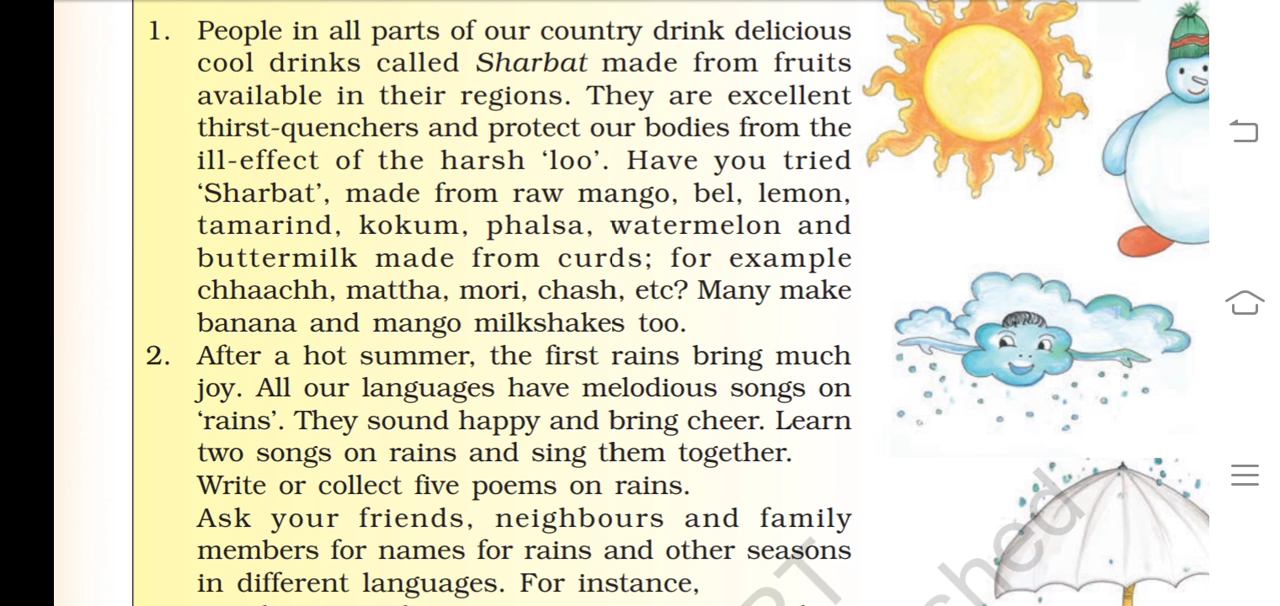 1. People in all parts of our country drink delicious
cool drinks called Sharbat made from fruits
available in their regions. They are excellent
thirst-quenchers and protect our bodies from the
ill-effect of the harsh ‘loo’. Have you tried
‘Sharbat’, made from raw mango, bel, lemon,
tamarind, kokum, phalsa, watermelon and
buttermilk made from curds; for example
chhaachh, mattha, mori, chash, etc? Many make
banana and mango milkshakes too.
2. After a hot summer, the first rains bring much
joy. All our languages have melodious songs on
‘rains’. They sound happy and bring cheer. Learn
two songs on rains and sing them together.
Write or collect five poems on rains.
Ask your friends, neighbours and family
members for names for rains and other seasons
in different languages. For instance,